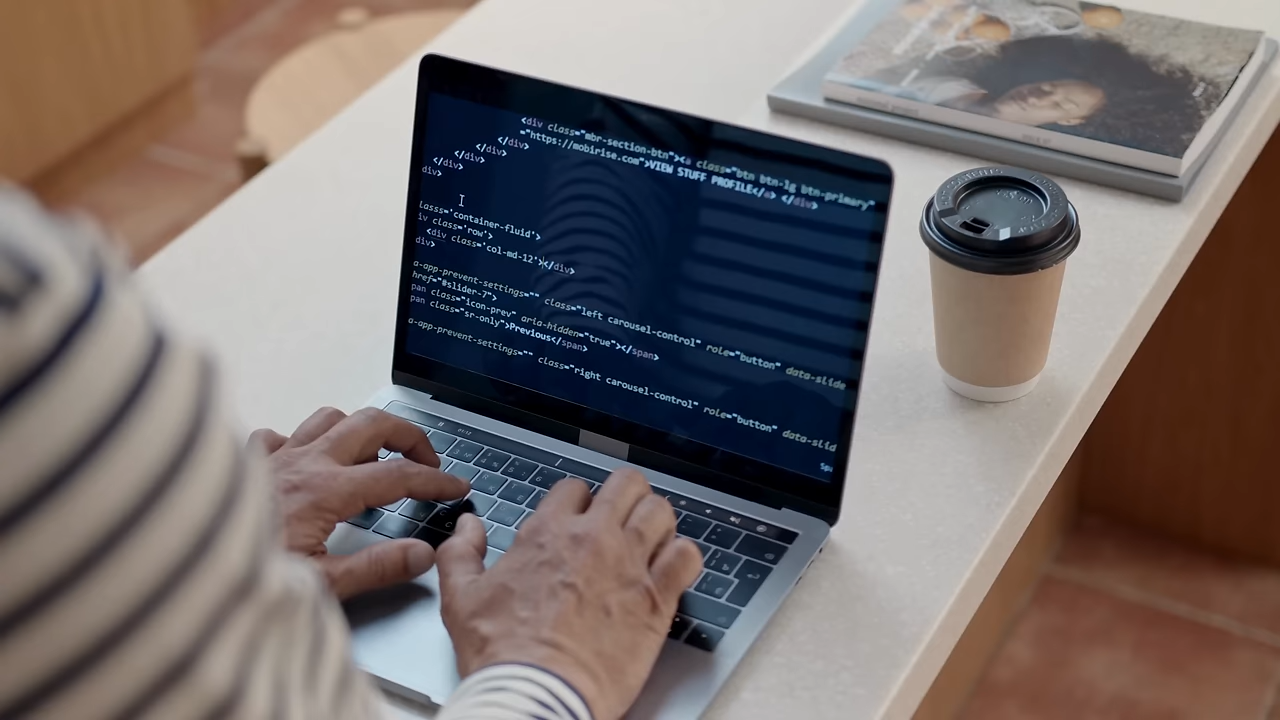 <div class="mbr-section-btn"><a class="btn btn-lg btn-primary"
="https://mobirise.com">VIEW STUFF PROFILE</a> </div>
</div>
</div>
</div>
</div>
div>
lasss='container-fluid'>
iv class='row'>
<div class='col-md-12'></div>
div>
a-app-prevent-settings="" class="left carousel-control" role="button" data-slide
href="#slider-7">
pan class="icon-prev" aria-hidden="true"></span>
pan class="sr-only">Previous</span>
a-app-prevent-settings="" class="right carousel-control" role="button" data-slid